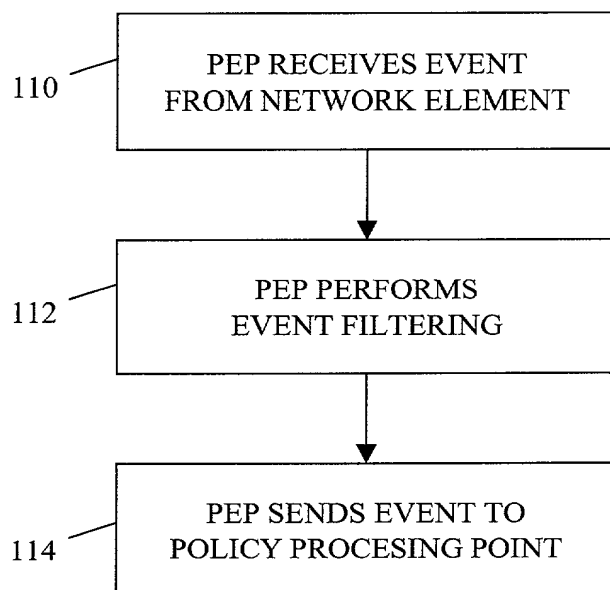 110
PEP RECEIVES EVENT
FROM NETWORK ELEMENT
112
PEP PERFORMS
EVENT FILTERING
114
PEP SENDS EVENT TO
POLICY PROCESING POINT